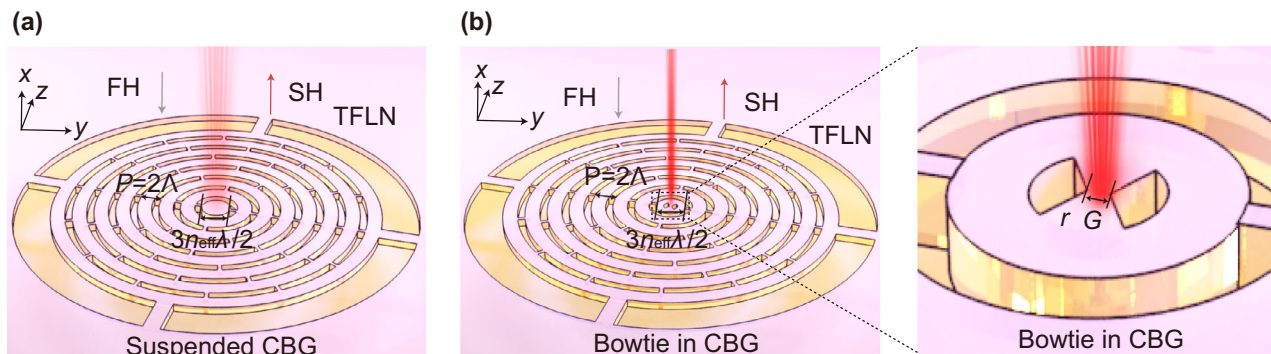 (a)
x
z
y
FH
SH
TFLN
P=2Λ
3neffλ/2
Suspended CBG
(b)
x
z
y
FH
SH
TFLN
P=2Λ
3neffλ/2
Bowtie in CBG
r
G
Bowtie in CBG